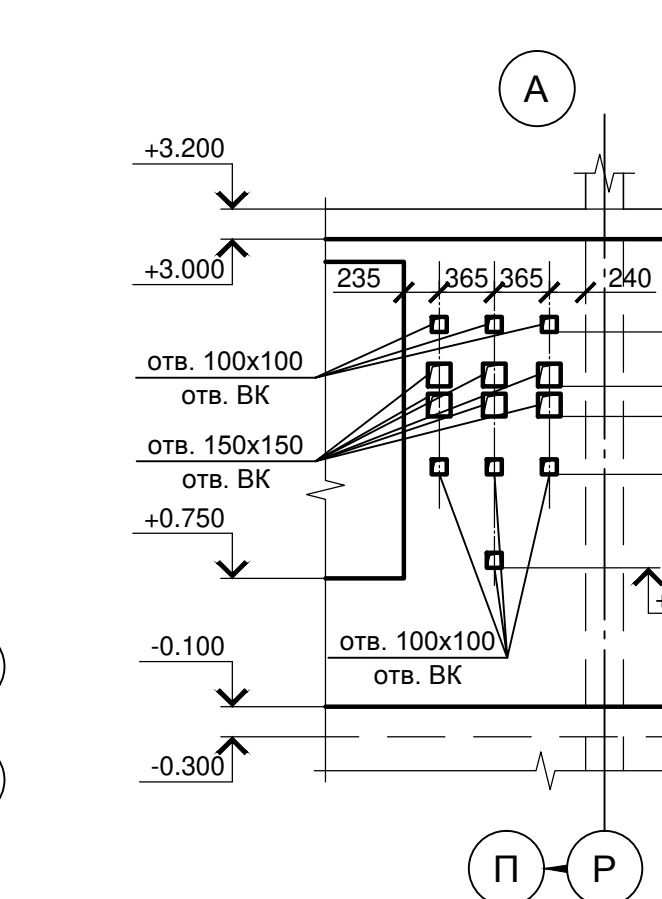 А
+3.200
+3.000
235 365 365 240
отв. 100х100
отв. ВК
отв. 150х150
отв. ВК
+0.750
отв. 100х100
отв. ВК
-0.100
-0.300
П Р